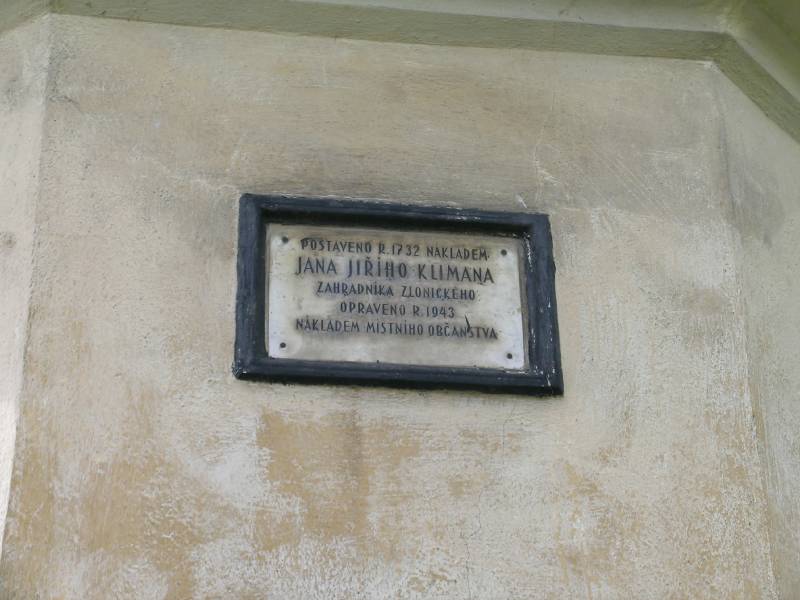 POSTAVENO R.1732 NÁKLADEM
JANA JIŘÍHO KLIMANA
ZAHRADNÍKA ZLONICKÉHO
OPRAVENO R.1943
NÁKLADEM MÍSTNÍHO OBČANSTVA